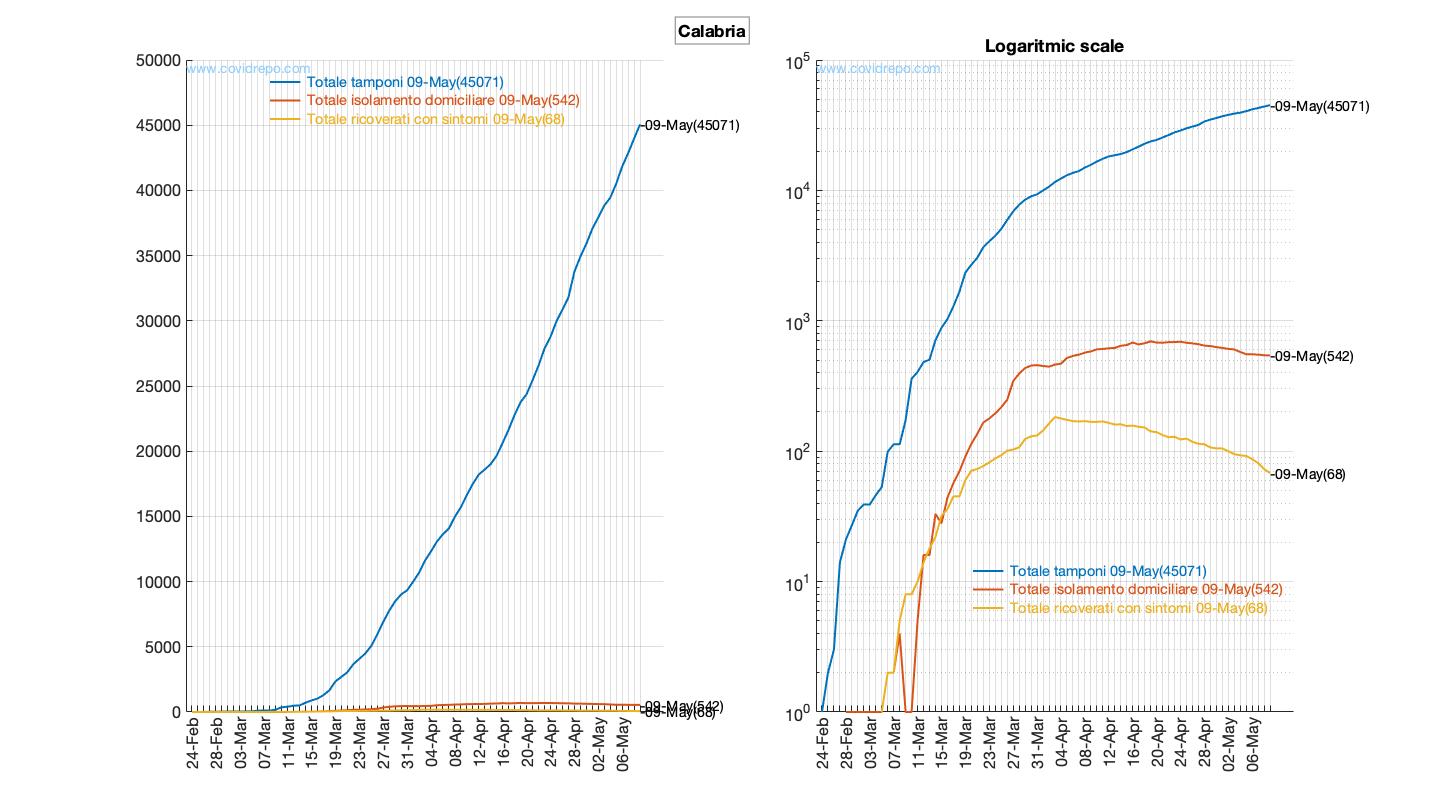 Calabria
50000
45000
40000
35000
30000
25000
20000
15000
10000
5000
0
www.covidrepo.com
Totale tamponi 09-May(45071)
Totale isolamento domiciliare 09-May(542)
Totale ricoverati con sintomi 09-May(68)
-09-May(45071)
-09-May(542)
-09-May(68)
24-Feb
28-Feb
03-Mar
07-Mar
11-Mar
15-Mar
19-Mar
23-Mar
27-Mar
31-Mar
04-Apr
08-Apr
12-Apr
16-Apr
20-Apr
24-Apr
28-Apr
02-May
06-May
Logaritmic scale
10^5
10^4
10^3
10^2
10^1
10^0
www.covidrepo.com
-09-May(45071)
-09-May(542)
-09-May(68)
Totale tamponi 09-May(45071)
Totale isolamento domiciliare 09-May(542)
Totale ricoverati con sintomi 09-May(68)
24-Feb
28-Feb
03-Mar
07-Mar
11-Mar
15-Mar
19-Mar
23-Mar
27-Mar
31-Mar
04-Apr
08-Apr
12-Apr
16-Apr
20-Apr
24-Apr
28-Apr
02-May
06-May